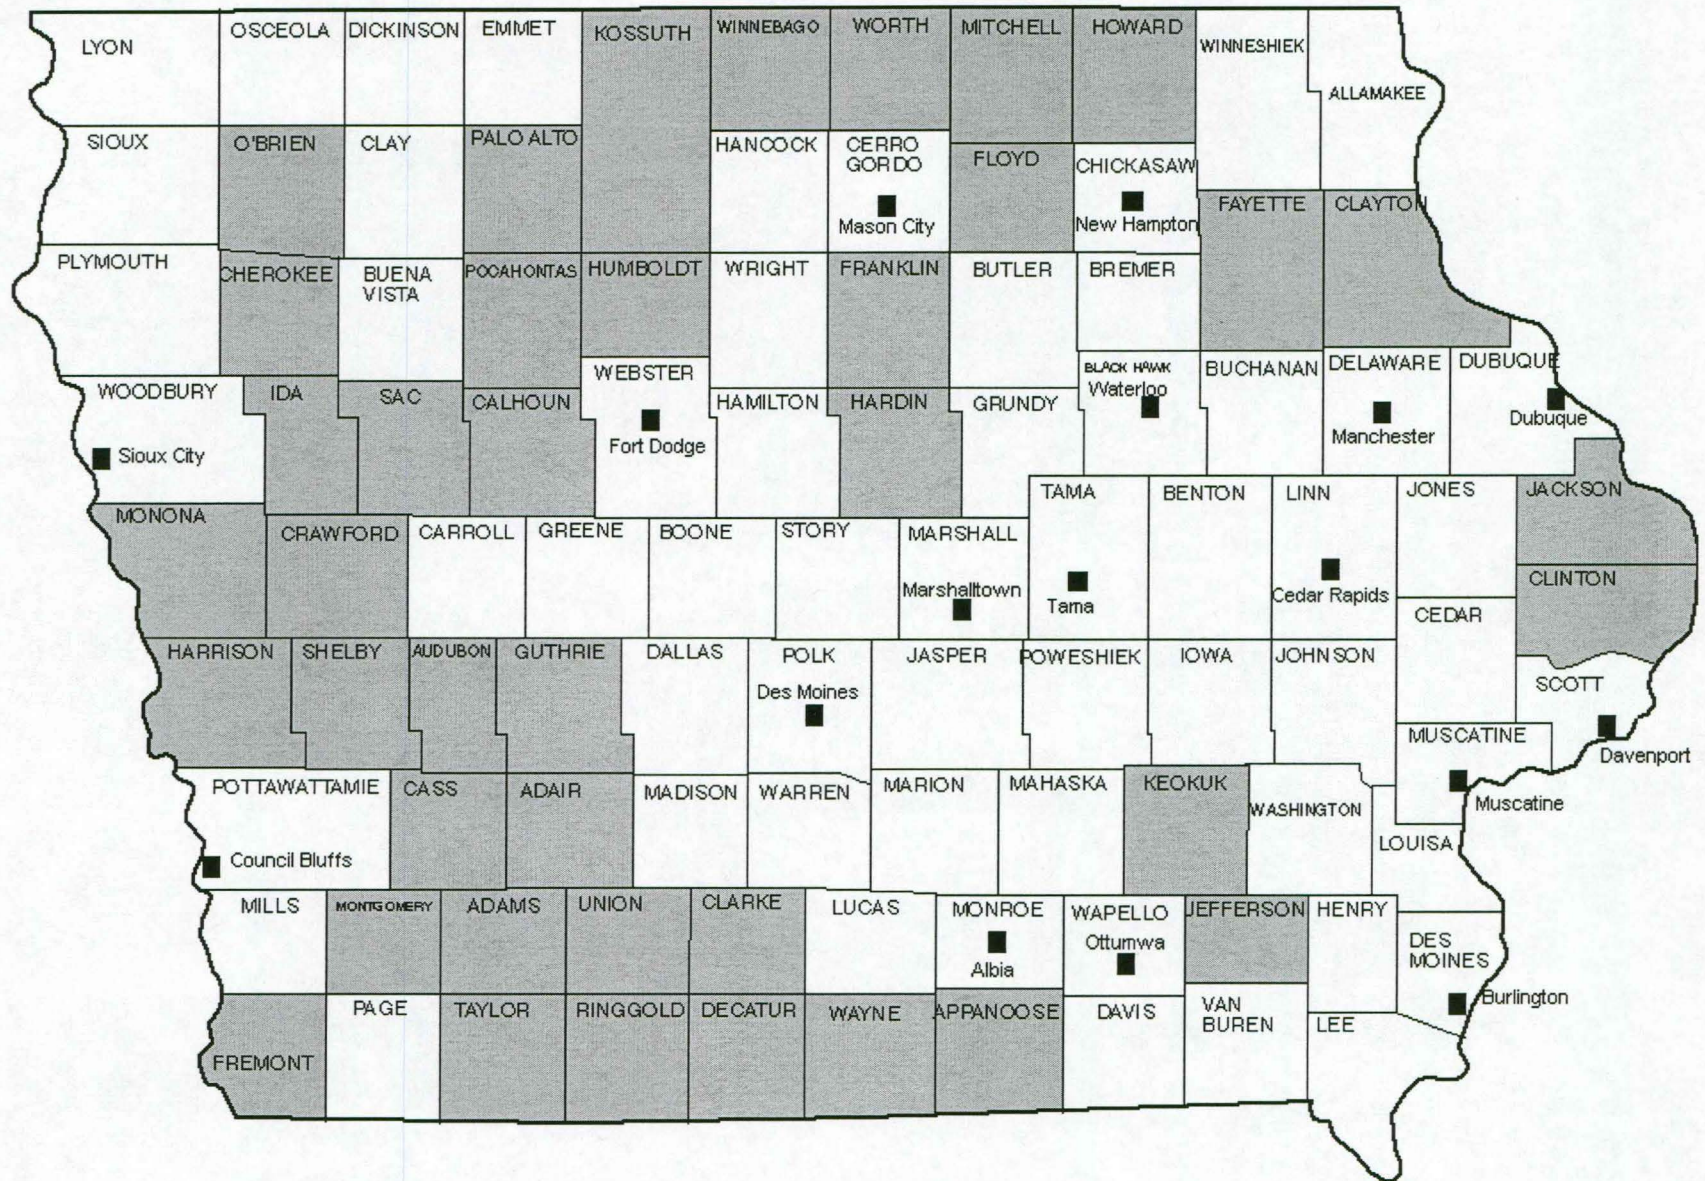 LYON
OSCEOLA
DICKINSON
EMMET
KOSSUTH
WINNEBAGO
WORTH
MITCHELL
HOWARD
WINNESHIEK
ALLAMAKEE
SIOUX
O'BRIEN
CLAY
PALO ALTO
HANCOCK
CERRO
GORDO
Mason City
FLOYD
CHICKASAW
New Hampton
FAYETTE
CLAYTON
PLYMOUTH
CHEROKEE
BUENA
VISTA
POCAHONTAS
HUMBOLDT
WRIGHT
FRANKLIN
BUTLER
BREMER
WOODBURY
Sioux City
IDA
SAC
CALHOUN
WEBSTER
Fort Dodge
HAMILTON
HARDIN
GRUNDY
BLACK HAWK
Waterloo
BUCHANAN
DELAWARE
Manchester
DUBUQUE
Dubuque
MONONA
CRAWFORD
CARROLL
GREENE
BOONE
STORY
MARSHALL
Marshalltown
TAMA
Tama
BENTON
LINN
Cedar Rapids
JONES
JACKSON
CLINTON
CEDAR
HARRISON
SHELBY
AUDUBON
GUTHRIE
DALLAS
POLK
Des Moines
JASPER
POWESHIEK
IOWA
JOHNSON
SCOTT
Davenport
MUSCATINE
Muscatine
POTTAWATTAMIE
Council Bluffs
CASS
ADAIR
MADISON
WARREN
MARION
MAHASKA
KEOKUK
WASHINGTON
LOUISA
MILLS
MONTGOMERY
ADAMS
UNION
CLARKE
LUCAS
MONROE
Albia
WAPELLO
Ottumwa
JEFFERSON
HENRY
DES
MOINES
Burlington
FREMONT
PAGE
TAYLOR
RINGGOLD
DECATUR
WAYNE
APPANOOSE
DAVIS
VAN
BUREN
LEE